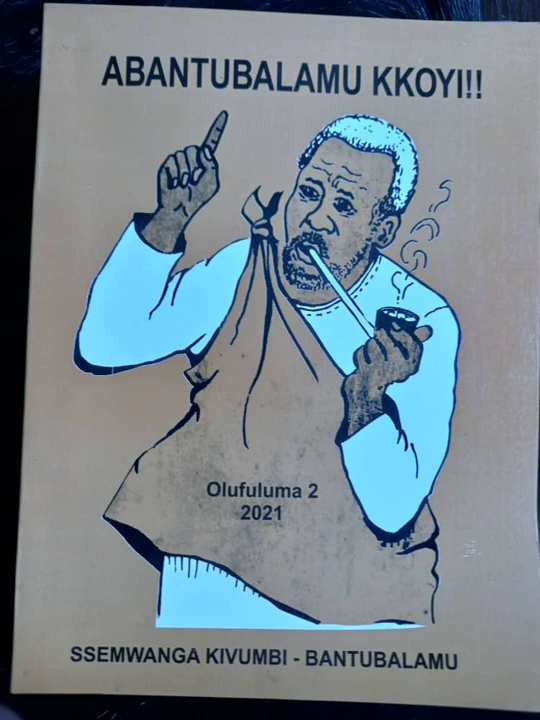 ABANTUBALAMU KKOYI!!
Olufuluma 2
2021
SSEMWANGA KIVUMBI - BANTUBALAMU